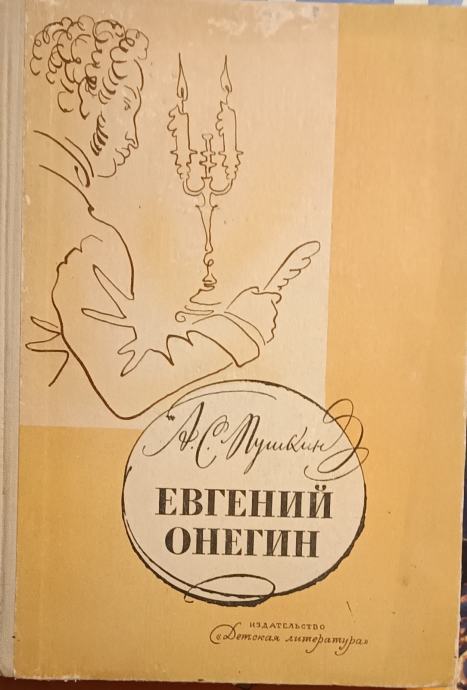 А. С. Пушкин
ЕВГЕНИЙ
ОНЕГИН
ИЗДАТЕЛЬСТВО
«Детская литература»